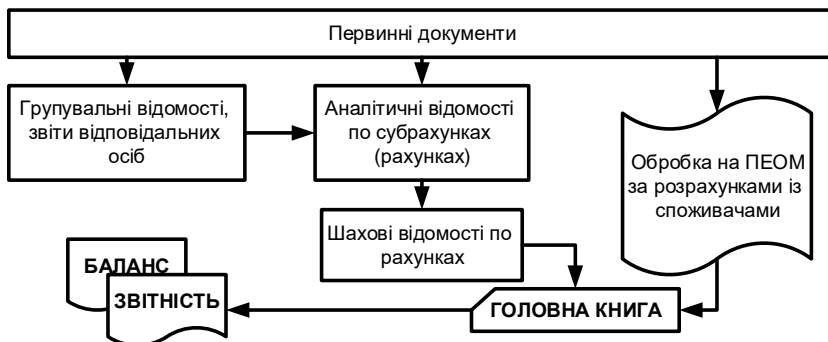 Первинні документи
Групувальні відомості,
звіти відповідальних
осіб
Аналітичні відомості
по субрахунках
(рахунках)
Обробка на ПЕОМ
за розрахунками із
споживачами
Шахові відомості по
рахунках
БАЛАНС
ЗВІТНІСТЬ
ГОЛОВНА КНИГА